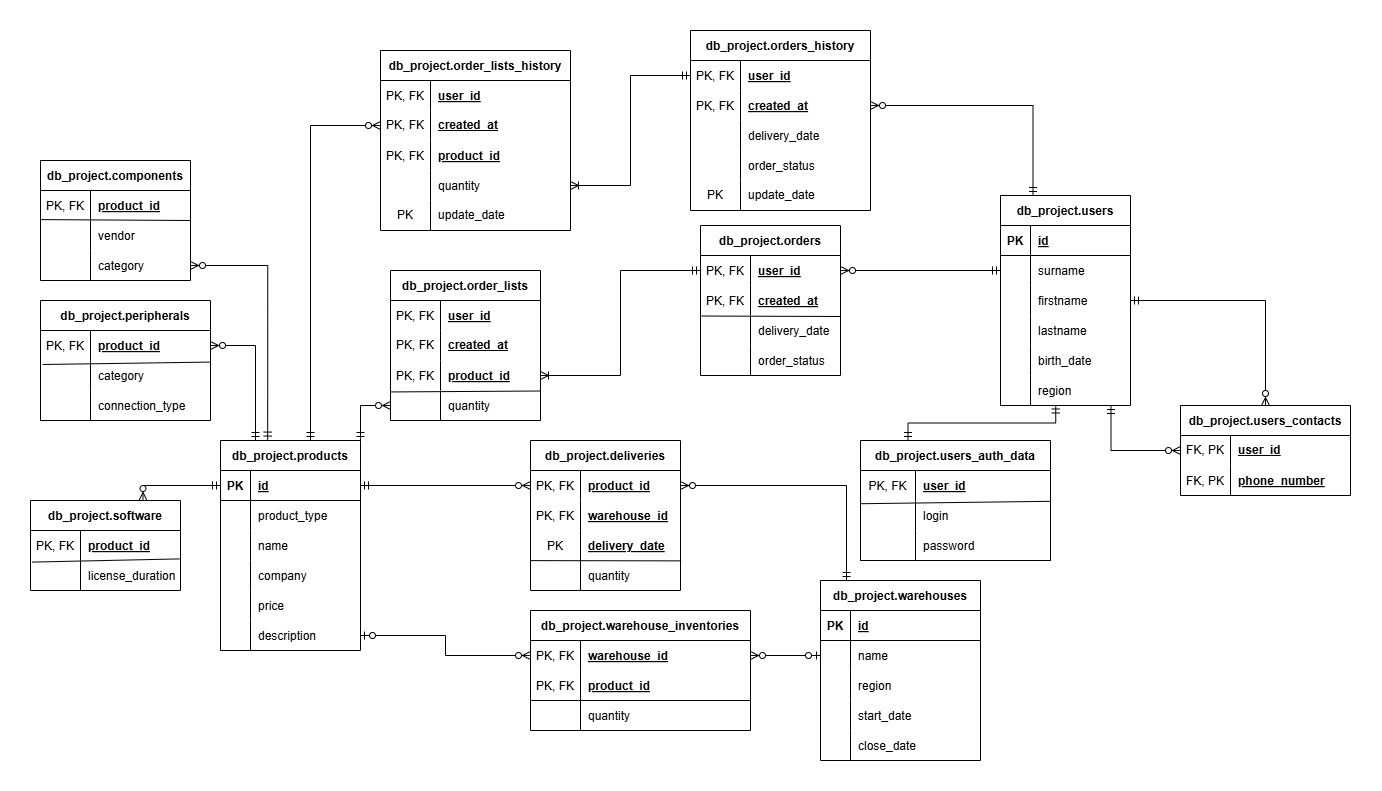 db_project.orders_history
PK, FK user_id
PK, FK created_at
delivery_date
order_status
PK update_date
db_project.order_lists_history
PK, FK user_id
PK, FK created_at
PK, FK product_id
quantity
PK update_date
db_project.components
PK, FK product_id
vendor
category
db_project.users
PK id
surname
firstname
lastname
birth_date
region
db_project.orders
PK, FK user_id
PK, FK created_at
delivery_date
order_status
db_project.order_lists
PK, FK user_id
PK, FK created_at
PK, FK product_id
quantity
db_project.peripherals
PK, FK product_id
category
connection_type
db_project.users_contacts
FK, PK user_id
FK, PK phone_number
db_project.products
PK id
product_type
name
company
price
description
db_project.deliveries
PK, FK product_id
PK, FK warehouse_id
PK delivery_date
quantity
db_project.users_auth_data
PK, FK user_id
login
password
db_project.software
PK, FK product_id
license_duration
db_project.warehouses
PK id
name
region
start_date
close_date
db_project.warehouse_inventories
PK, FK warehouse_id
PK, FK product_id
quantity